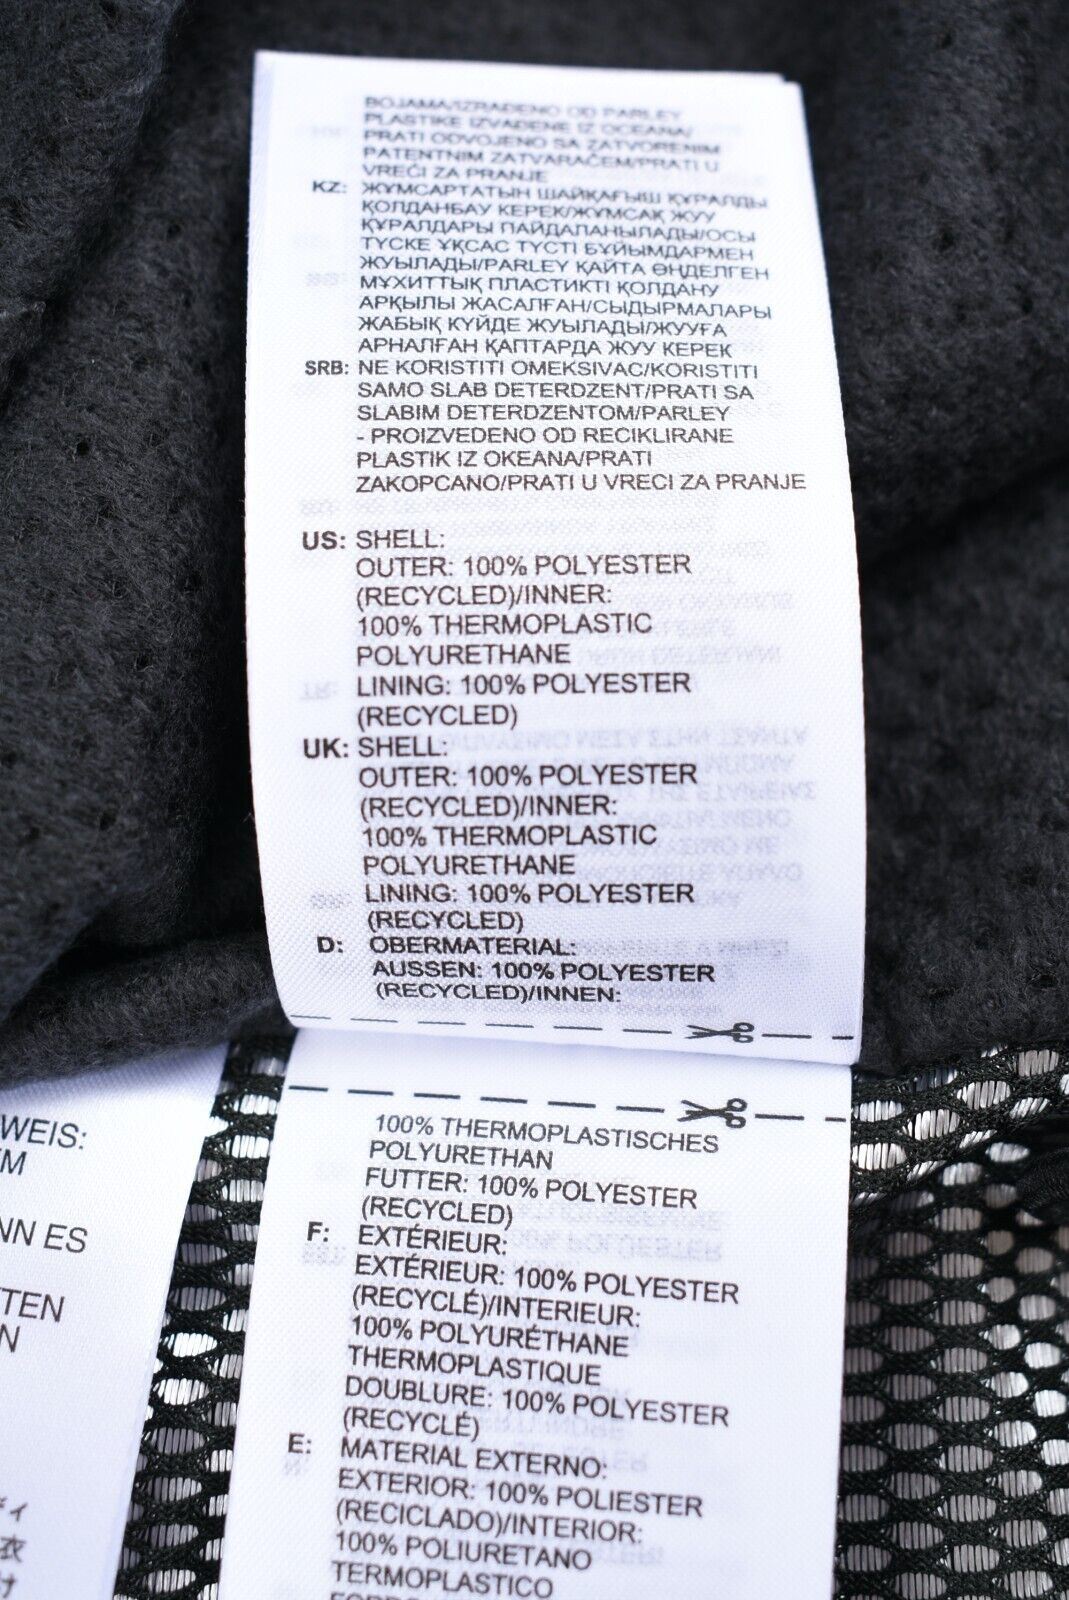 BOJAMA/IZRAĐENO OD PARLEY
PLASTIKE IZVAĐENE IZ OCEANA/
PRATI ODVOJENO SA ZATVORENIM
PATENTNIM ZATVARAČEM/PRATI U
VREĆI ZA PRANJE
KZ: ЖҰМСАРТАТЫН ШАЙҚАҒЫШ ҚҰРАЛДЫ
ҚОЛДАНБАУ КЕРЕК/ЖҰМСАҚ ЖУУ
ҚҰРАЛДАРЫ ПАЙДАЛАНЫЛАДЫ/ОСЫ
ТҮСКЕ ҰҚСАС ТҮСТІ БҰЙЫМДАРМЕН
ЖУЫЛАДЫ/PARLEY ҚАЙТА ӨҢДЕЛГЕН
МҰХИТТЫҚ ПЛАСТИКТІ ҚОЛДАНУ
АРҚЫЛЫ ЖАСАЛҒАН/СЫДЫРМАЛАРЫ
ЖАБЫҚ КҮЙДЕ ЖУЫЛАДЫ/ЖУУҒА
АРНАЛҒАН ҚАПТАРДА ЖУУ КЕРЕК
SRB: NE KORISTITI OMEKSIVAC/KORISTITI
SAMO SLAB DETERDZENT/PRATI SA
SLABIM DETERDZENTOM/PARLEY
- PROIZVEDENO OD RECIKLIRANE
PLASTIK IZ OKEANA/PRATI
ZAKOPCANO/PRATI U VRECI ZA PRANJE
US: SHELL:
OUTER: 100% POLYESTER
(RECYCLED)/INNER:
100% THERMOPLASTIC
POLYURETHANE
LINING: 100% POLYESTER
(RECYCLED)
UK: SHELL:
OUTER: 100% POLYESTER
(RECYCLED)/INNER:
100% THERMOPLASTIC
POLYURETHANE
LINING: 100% POLYESTER
(RECYCLED)
D: OBERMATERIAL:
AUSSEN: 100% POLYESTER
(RECYCLED)/INNEN:
100% THERMOPLASTISCHES
POLYURETHAN
FUTTER: 100% POLYESTER
(RECYCLED)
F: EXTÉRIEUR:
EXTÉRIEUR: 100% POLYESTER
(RECYCLÉ)/INTERIEUR:
100% POLYURÉTHANE
THERMOPLASTIQUE
DOUBLURE: 100% POLYESTER
(RECYCLÉ)
E: MATERIAL EXTERNO:
EXTERIOR: 100% POLIESTER
(RECICLADO)/INTERIOR:
100% POLIURETANO
TERMOPLASTICO
WEIS:
EM
NN ES
TTEN
N
ディ
衣
け